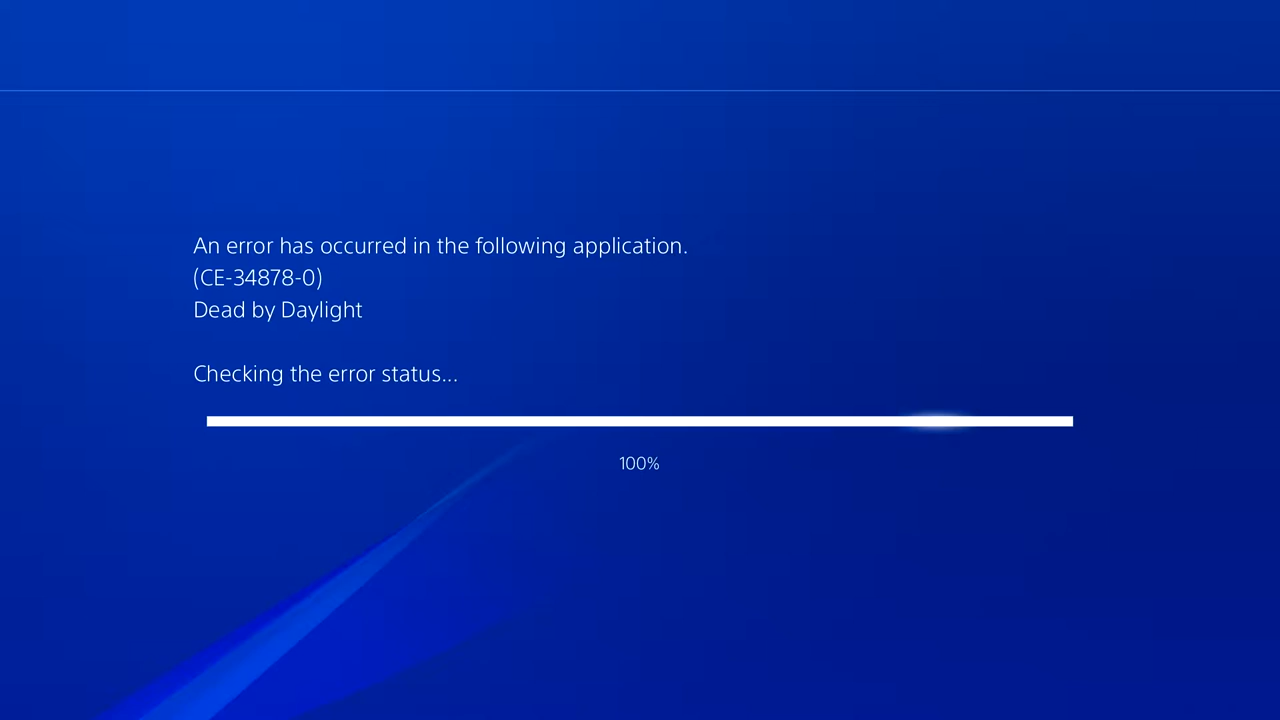 An error has occurred in the following application.
(CE-34878-0)
Dead by Daylight
Checking the error status...
100%